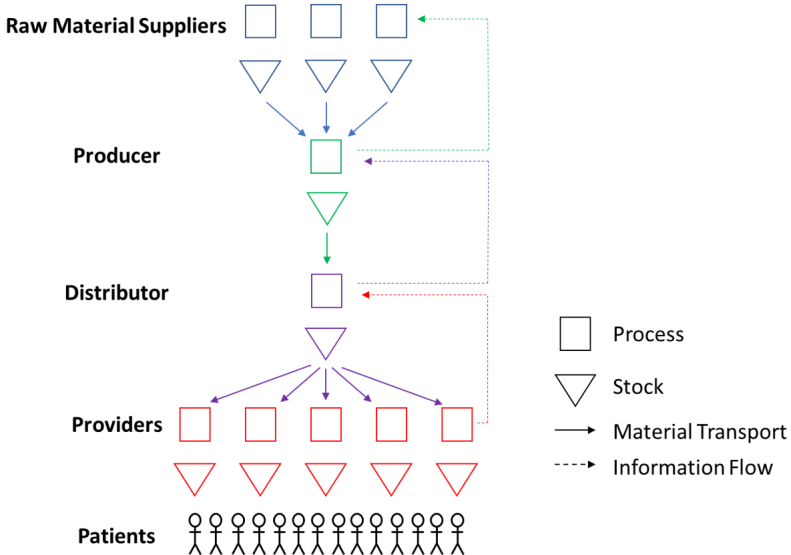 Raw Material Suppliers
Producer
Distributor
Providers
Patients
Process
Stock
Material Transport
Information Flow